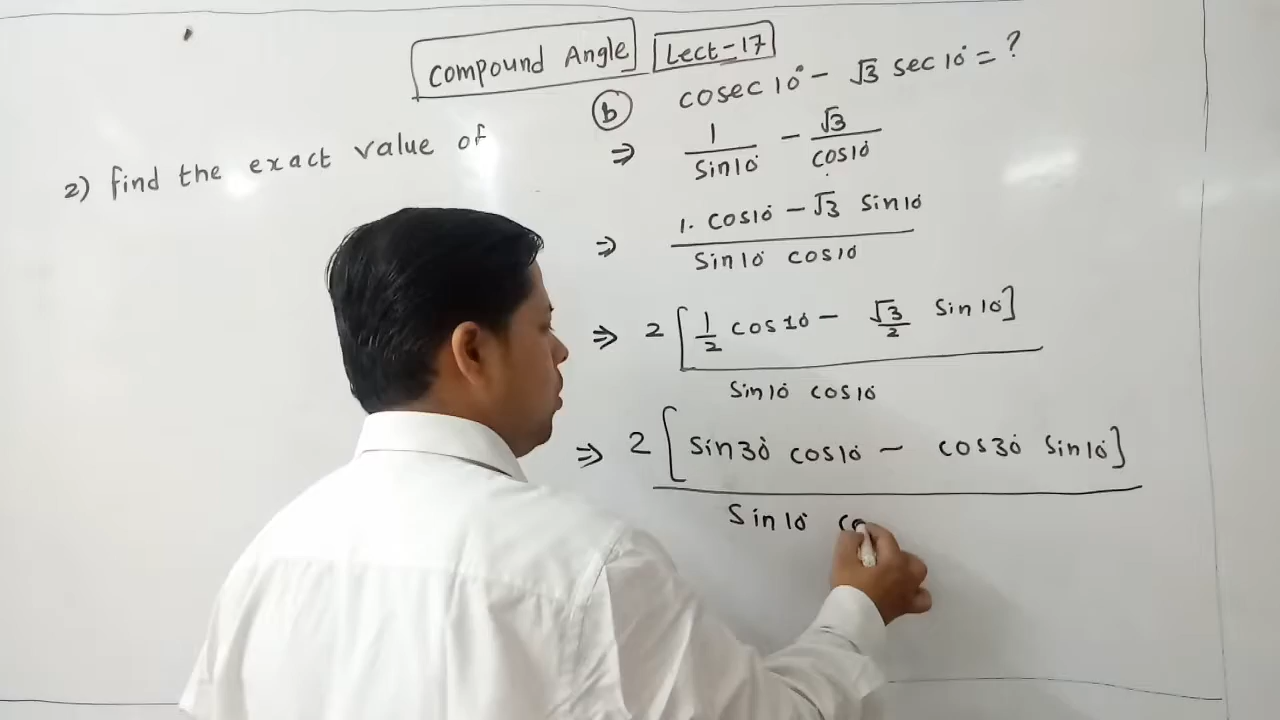 Compound Angle Lect-17
2) find the exact value of
(b) cosec 10° - √3 sec 10° = ?
⇒ 1/sin10° - √3/cos10°
⇒ 1. cos10° - √3 sin10° / sin10° cos10°
⇒ 2 [1/2 cos10° - √3/2 sin10°] / sin10° cos10°
⇒ 2 [sin30° cos10° - cos30° sin10°] / sin10° co